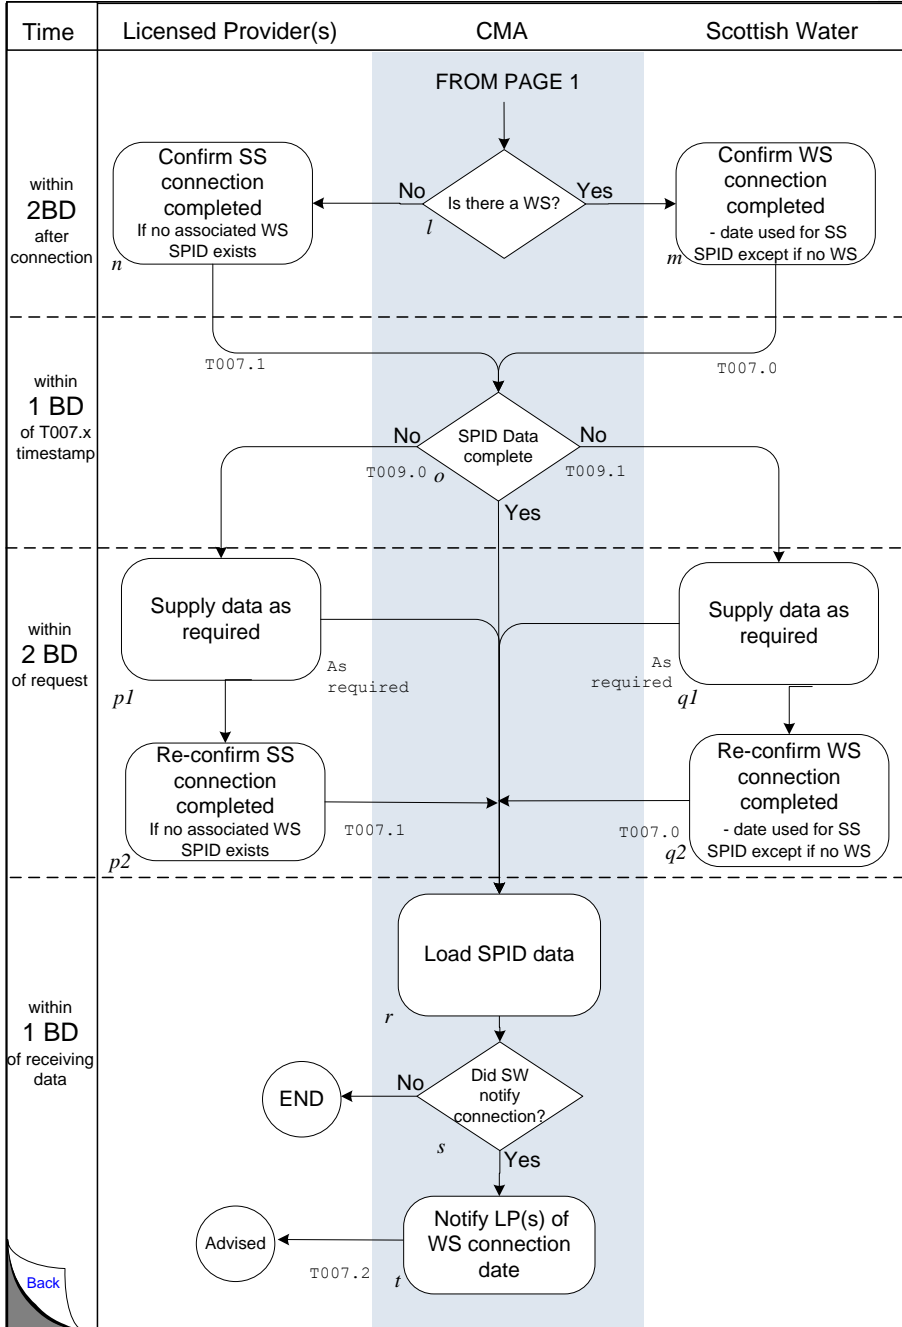 Time
Licensed Provider(s)
CMA
Scottish Water
FROM PAGE 1
within
2BD
after
connection
Confirm SS
connection
completed
If no associated WS
SPID exists
n
No
Is there a WS?
l
Yes
Confirm WS
connection
completed
- date used for SS
SPID except if no WS
m
within
1 BD
of T007.x
timestamp
T007.1
T007.0
No
SPID Data
complete
No
T009.0
o
T009.1
Yes
within
2 BD
of request
Supply data as
required
p1
As
required
Supply data as
required
q1
As
required
Re-confirm SS
connection
completed
If no associated WS
SPID exists
p2
T007.1
Re-confirm WS
connection
completed
- date used for SS
SPID except if no WS
q2
T007.0
within
1 BD
of receiving
data
Load SPID data
r
END
No
Did SW
notify
connection?
s
Yes
Advised
T007.2
Notify LP(s) of
WS connection
date
t
Back